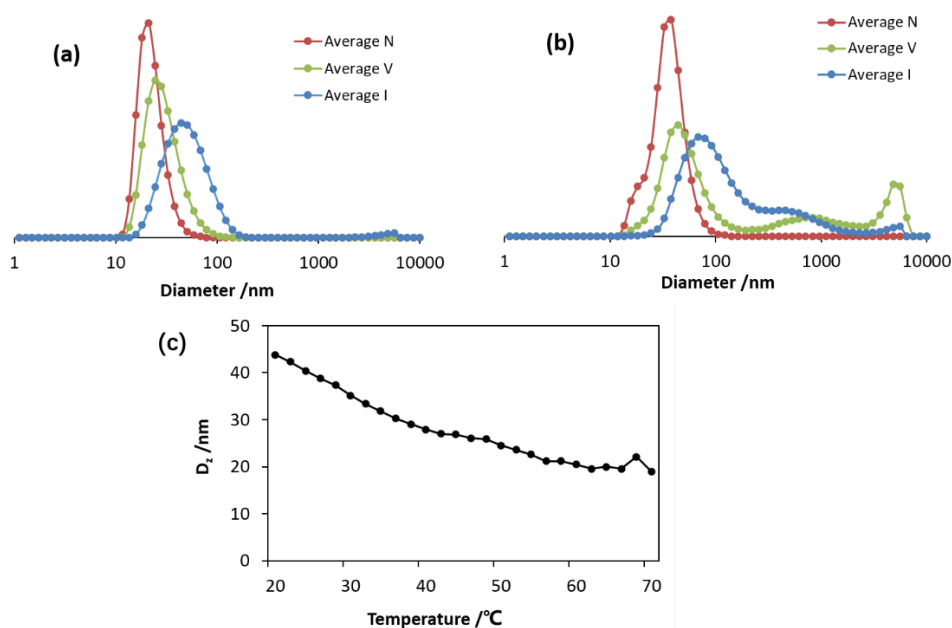 (a)
Average N
Average V
Average I
1 10 100 1000 10000
Diameter /nm
(b)
Average N
Average V
Average I
1 10 100 1000 10000
Diameter /nm
(c)
50
40
30
20
10
0
D_z /nm
20 30 40 50 60 70
Temperature /℃